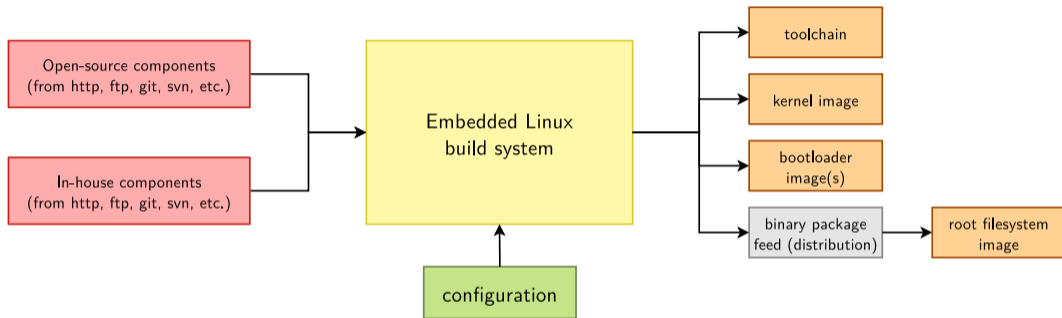 Open-source components
(from http, ftp, git, svn, etc.)
In-house components
(from http, ftp, git, svn, etc.)
Embedded Linux
build system
configuration
toolchain
kernel image
bootloader
image(s)
binary package
feed (distribution)
root filesystem
image